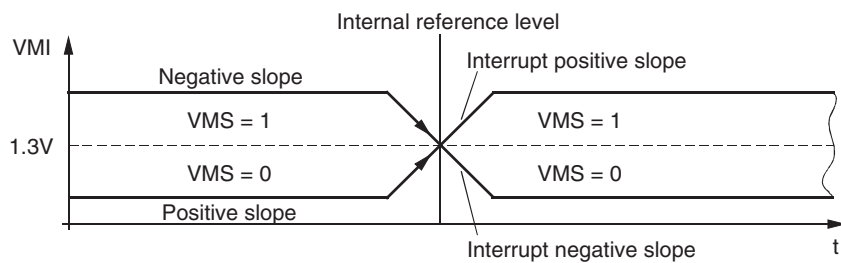 Internal reference level
VMI
Negative slope
Interrupt positive slope
VMS = 1
VMS = 1
1.3V
VMS = 0
VMS = 0
Positive slope
Interrupt negative slope
t